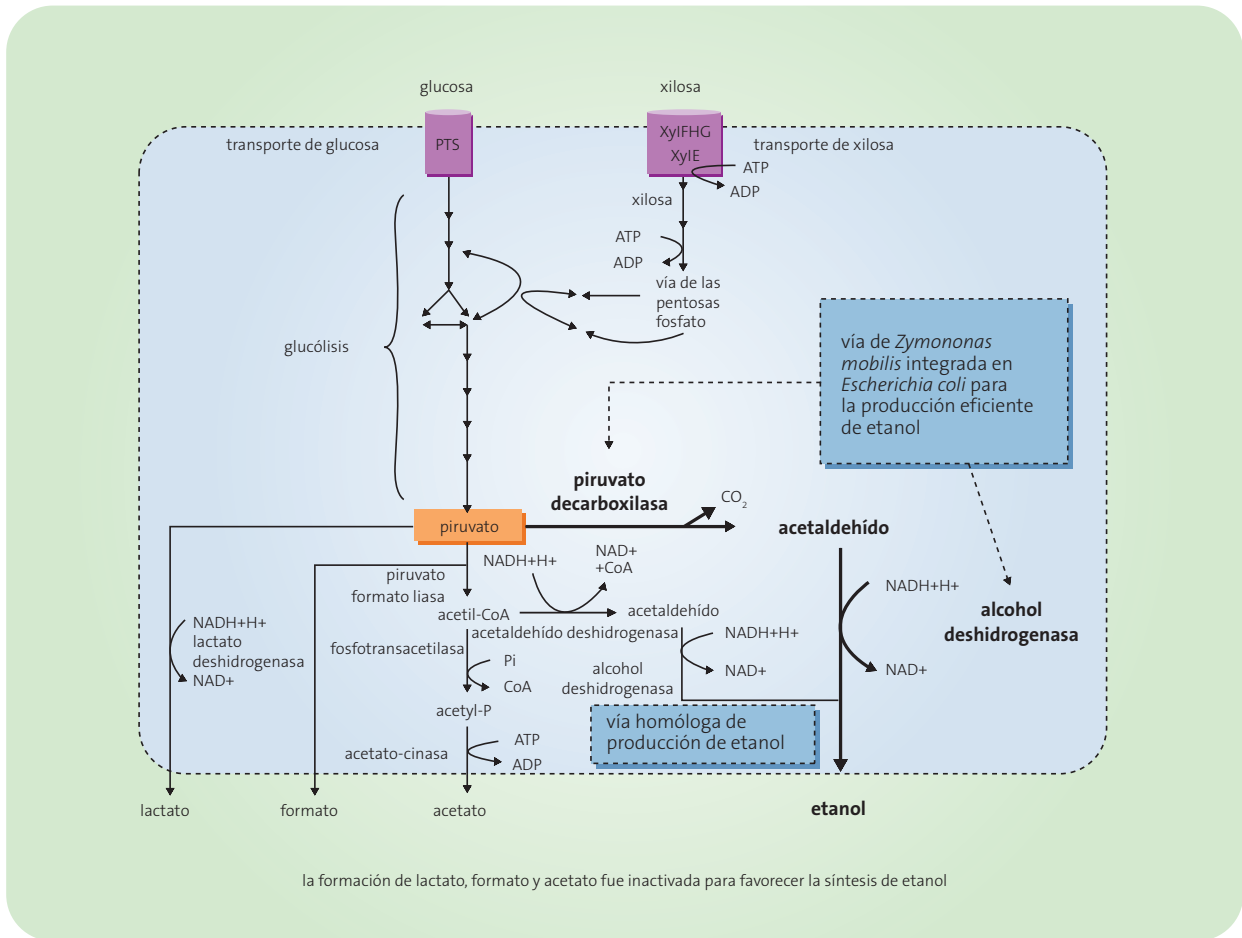 glucosa
xilosa
transporte de glucosa
PTS
XylFHG
XylE
transporte de xilosa
ATP
ADP
xilosa
ATP
ADP
vía de las
pentosas
fosfato
glucólisis
vía de Zymononas
mobilis integrada en
Escherichia coli para
la producción eficiente
de etanol
piruvato
decarboxilasa
CO2
piruvato
acetaldehído
NADH+H+
NAD+
+CoA
piruvato
formato liasa
acetil-CoA
acetaldehído
acetaldehído deshidrogenasa
NADH+H+
alcohol
deshidrogenasa
NAD+
NADH+H+
lactato
deshidrogenasa
NAD+
fosfotransacetilasa
Pi
CoA
NADH+H+
NAD+
alcohol
deshidrogenasa
acetyl-P
vía homóloga de
producción de etanol
acetato-cinasa
ATP
ADP
lactato
formato
acetato
etanol
la formación de lactato, formato y acetato fue inactivada para favorecer la síntesis de etanol